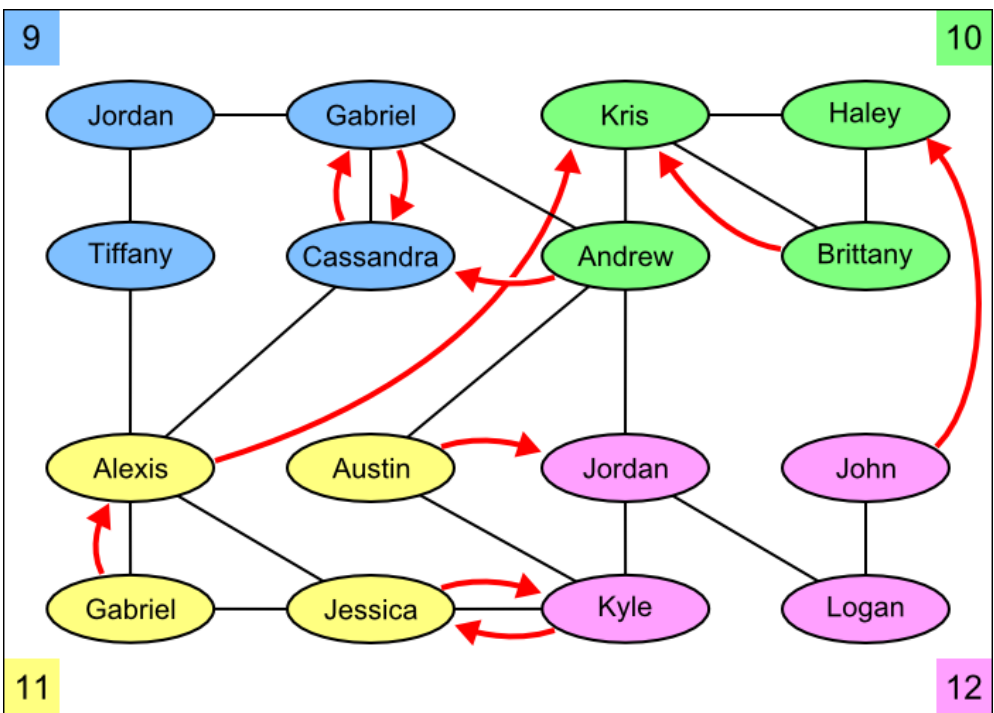 9
10
Jordan
Gabriel
Kris
Haley
Tiffany
Cassandra
Andrew
Brittany
Alexis
Austin
Jordan
John
Gabriel
Jessica
Kyle
Logan
11
12